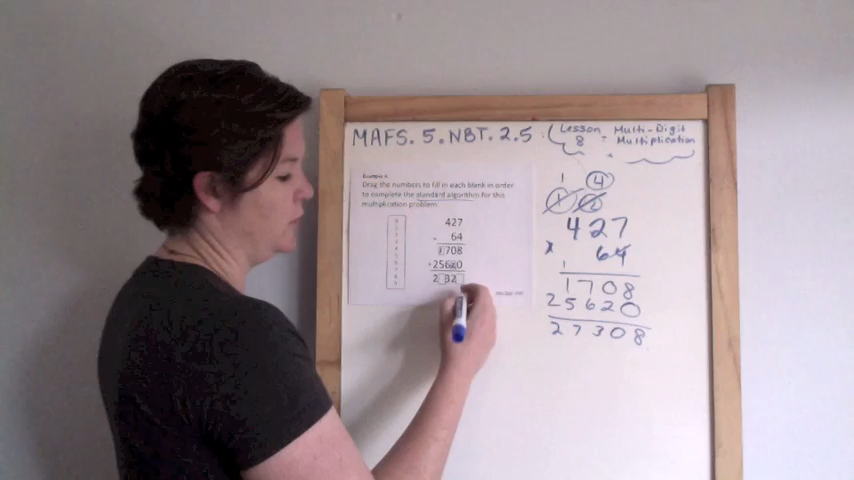 MAFS. 5. NBT. 2.5 : Lesson 8 - Multi-Digit Multiplication
Example A
Drag the numbers to fill in each blank in order
to complete the standard algorithm for this
multiplication problem.
427
64
1708
+25620
2 32
1 4
427
x 64
1
1708
25620
27308